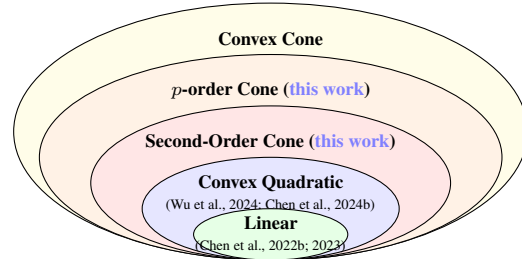 Convex Cone
p-order Cone (this work)
Second-Order Cone (this work)
Convex Quadratic
(Wu et al., 2024; Chen et al., 2024b)
Linear
(Chen et al., 2022b; 2023)